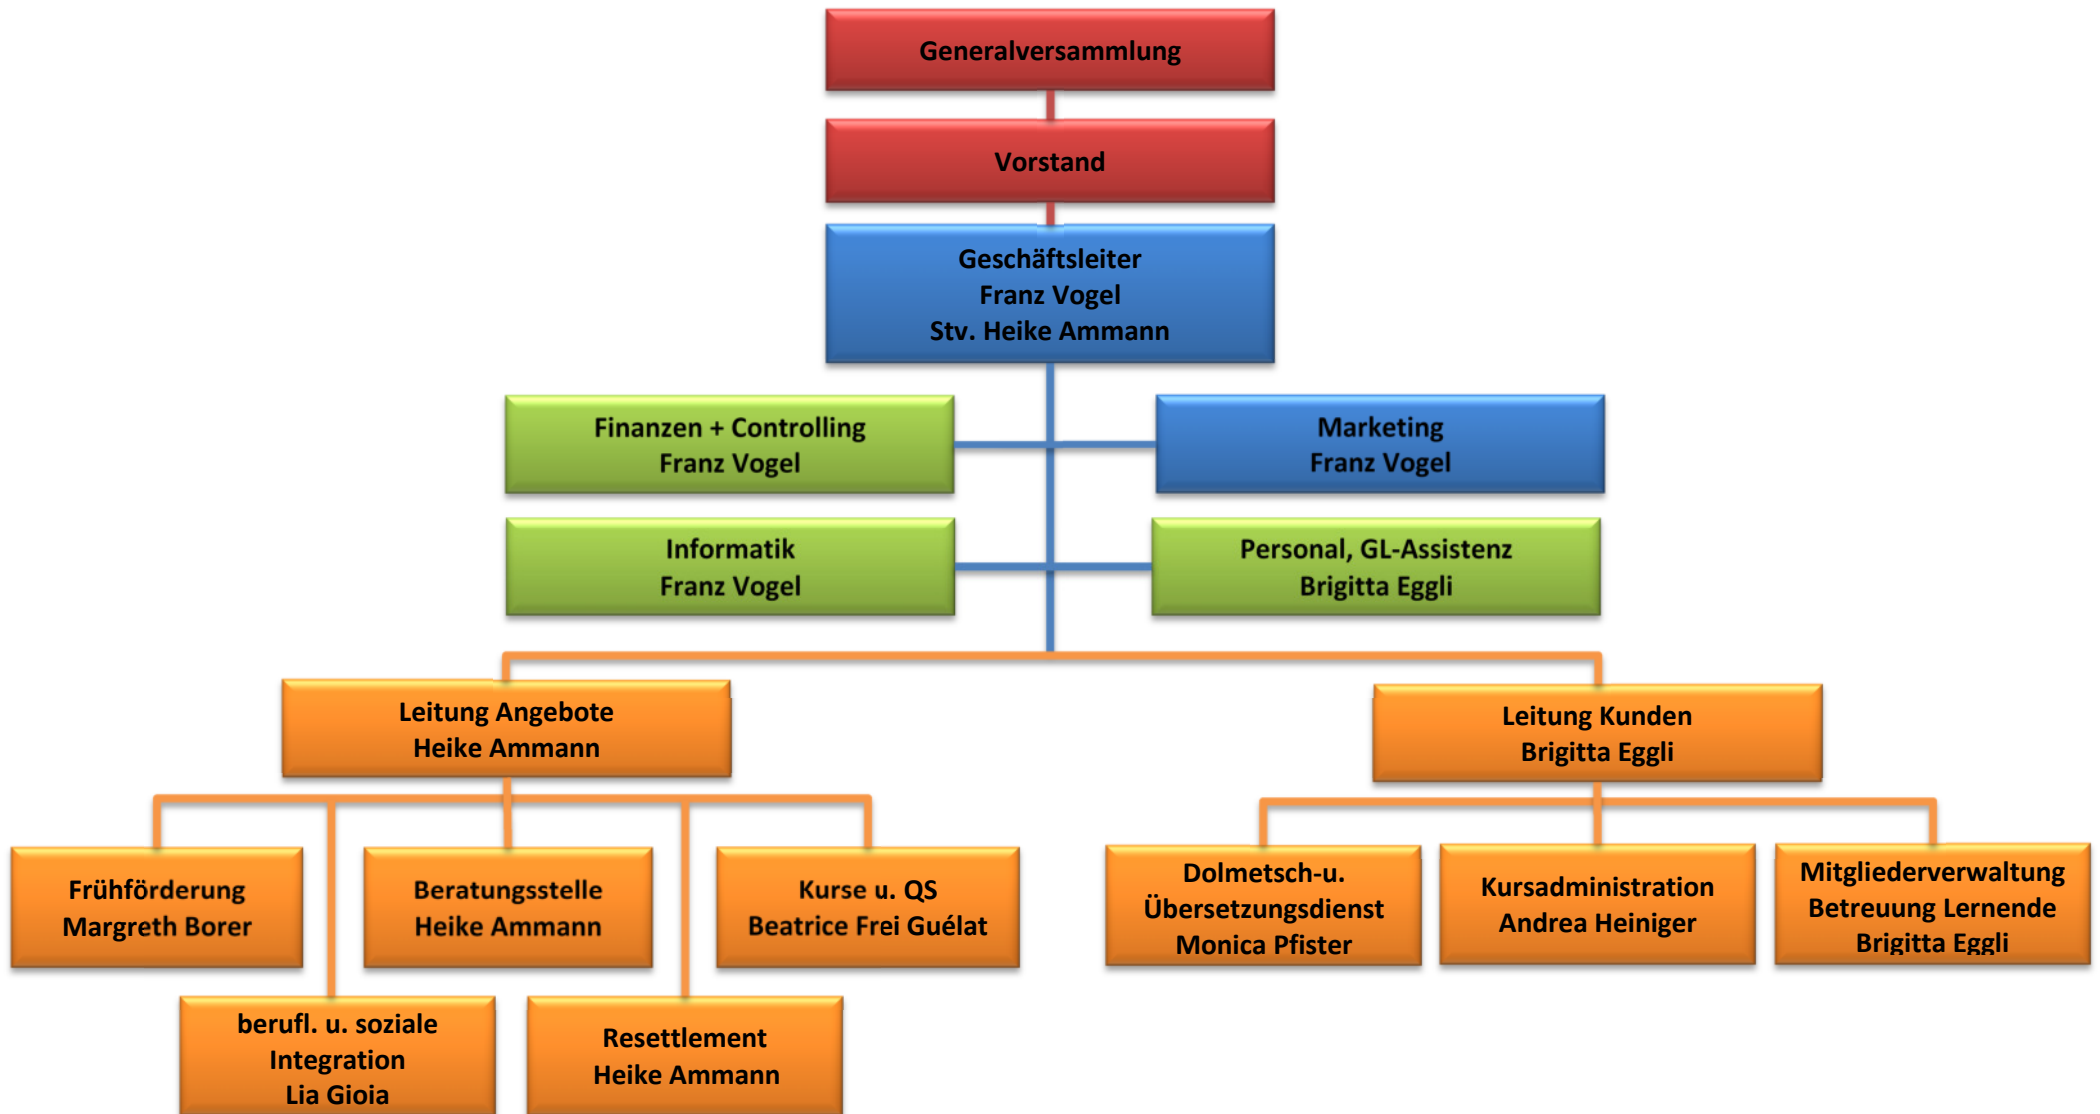 Generalversammlung
Vorstand
Geschäftsleiter
Franz Vogel
Stv. Heike Ammann
Finanzen + Controlling
Franz Vogel
Marketing
Franz Vogel
Informatik
Franz Vogel
Personal, GL-Assistenz
Brigitta Eggli
Leitung Angebote
Heike Ammann
Leitung Kunden
Brigitta Eggli
Frühförderung
Margreth Borer
Beratungsstelle
Heike Ammann
Kurse u. QS
Beatrice Frei Guélat
Dolmetsch-u.
Übersetzungsdienst
Monica Pfister
Kursadministration
Andrea Heiniger
Mitgliederverwaltung
Betreuung Lernende
Brigitta Eggli
berufl. u. soziale
Integration
Lia Gioia
Resettlement
Heike Ammann